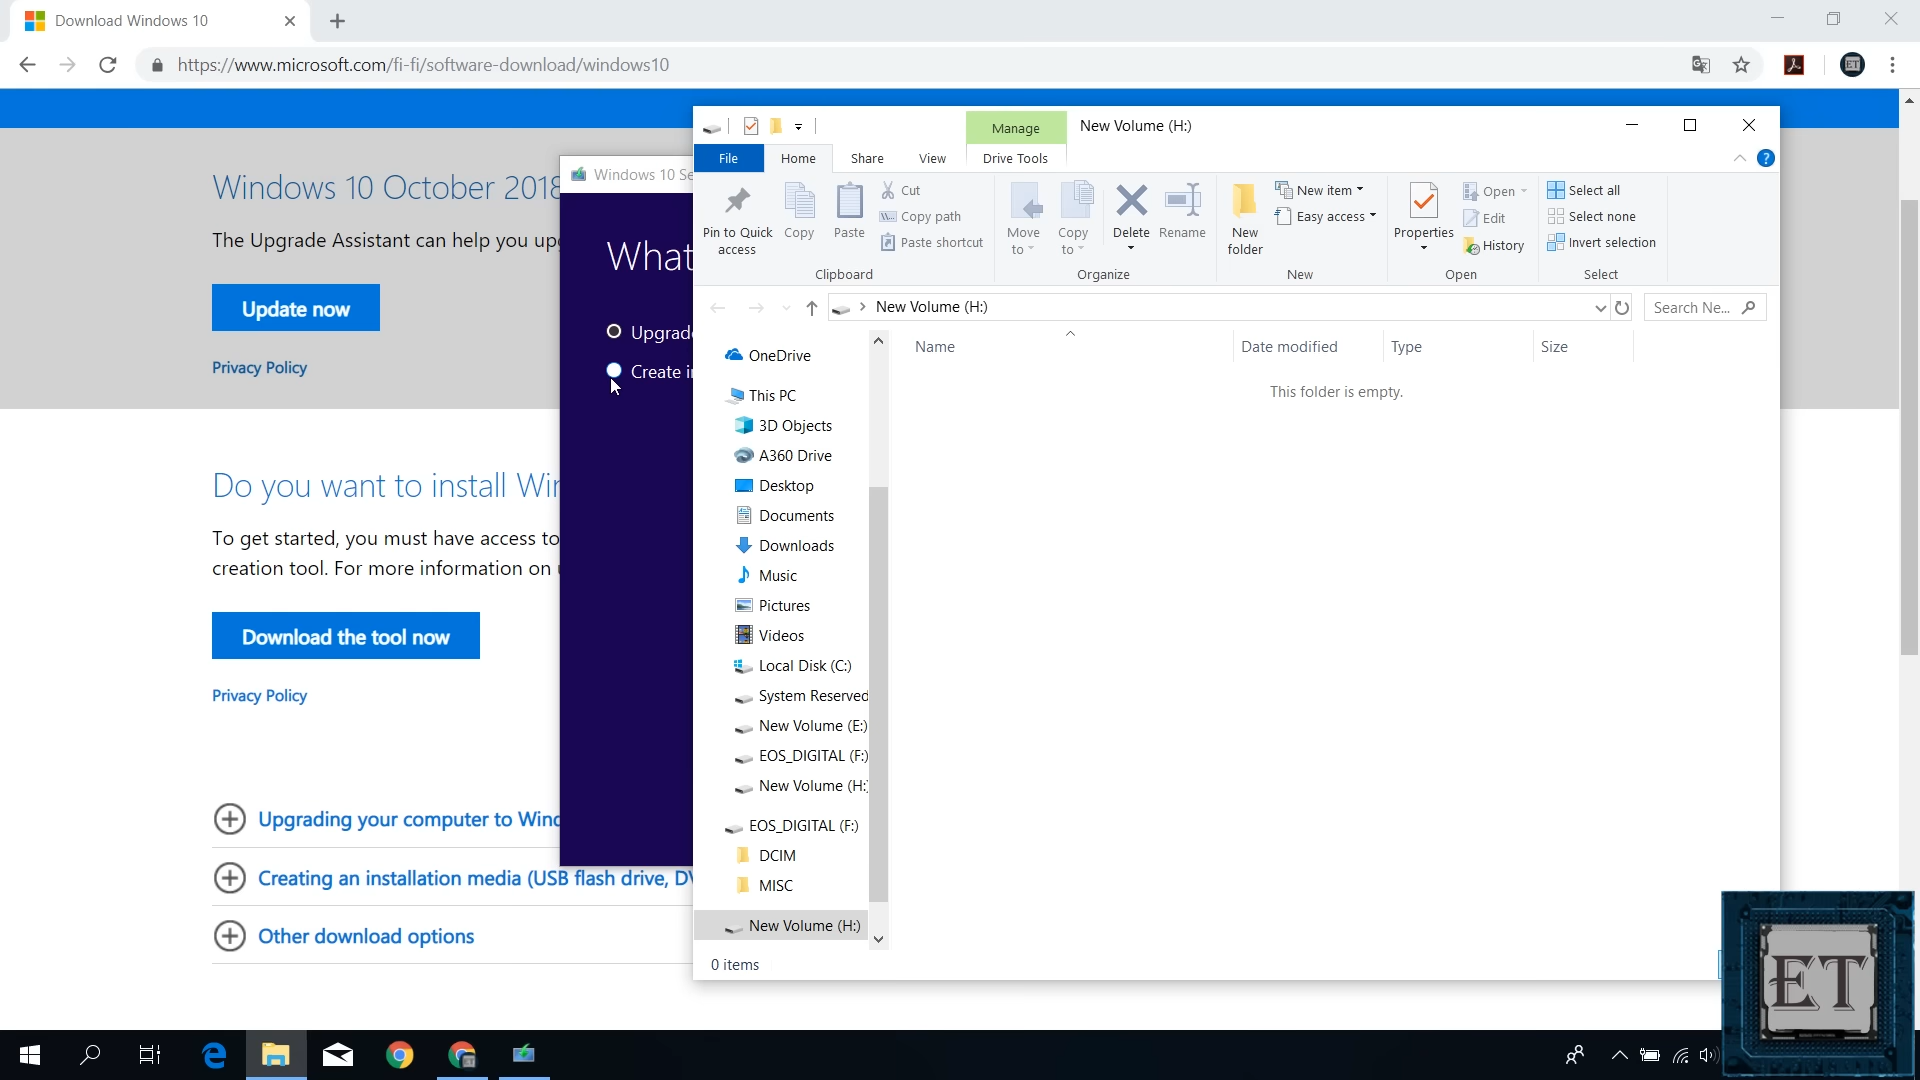 Download Windows 10
https://www.microsoft.com/fi-fi/software-download/windows10
ET
Windows 10 October 2018
The Upgrade Assistant can help you up
Update now
Privacy Policy
Do you want to install Win
To get started, you must have access to
creation tool. For more information on
Download the tool now
Privacy Policy
Upgrading your computer to Wind
Creating an installation media (USB flash drive, DV
Other download options
Windows 10 Se
What
Upgrade
Create in
Manage
New Volume (H:)
File
Home
Share
View
Drive Tools
Pin to Quick
access
Copy
Paste
Cut
Copy path
Paste shortcut
Clipboard
Move
to
Copy
to
Delete
Rename
Organize
New
folder
New item
Easy access
New
Properties
Open
Edit
History
Open
Select all
Select none
Invert selection
Select
New Volume (H:)
Search Ne...
Name
Date modified
Type
Size
This folder is empty.
OneDrive
This PC
3D Objects
A360 Drive
Desktop
Documents
Downloads
Music
Pictures
Videos
Local Disk (C:)
System Reserved
New Volume (E:)
EOS_DIGITAL (F:)
New Volume (H:)
EOS_DIGITAL (F:)
DCIM
MISC
New Volume (H:)
0 items
ET